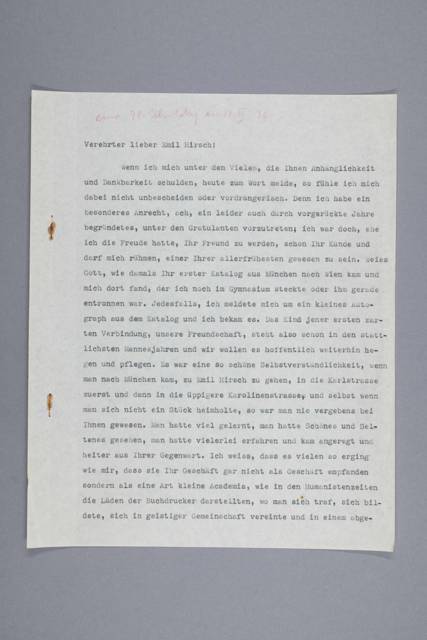 zum 70. Geburtstag
Verehrter lieber Emil Hirsch!
Wenn ich mich unter den Vielen, die Ihnen Anhänglichkeit
und Dankbarkeit schulden, heute zum Wort melde, so fühle ich mich
dabei nicht unbescheiden oder vordrängerisch. Denn ich habe ein
besonderes Anrecht, ach, ein leider auch durch vorgerückte Jahre
begründetes, unter den Gratulanten vorzutreten; ich war doch, ehe
ich die Freude hatte, Ihr Freund zu werden, schon Ihr Kunde und
darf mich rühmen, einer Ihrer allerfrühesten gewesen zu sein. Weiss
Gott, wie damals Ihr erster Katalog aus München nach Wien kam und
mich dort fand, der ich noch im Gymnasium steckte oder ihm gerade
entronnen war. Jedesfalls, ich meldete mich um ein kleines Auto-
graph aus dem Katalog und ich bekam es. Das Kind jener ersten zar-
ten Verbindung, unsere Freundschaft, steht also schon in den statt-
lichsten Mannesjahren und wir wollen es hoffentlich weiterhin he-
gen und pflegen. Es war eine so schöne Selbstverständlichkeit, wenn
man nach München kam, zu Emil Hirsch zu gehen, in die Karlstrasse
zuerst und dann in die üppigere Karolinenstrasse, und selbst wenn
man sich nicht ein Stück heimholte, so war man nie vergebens bei
Ihnen gewesen. Man hatte viel gelernt, man hatte Schönes und Sel-
tenes gesehen, man hatte vielerlei erfahren und kam angeregt und
heiter aus Ihrer Gegenwart. Ich weiss, dass es vielen so erging
wie mir, dass sie Ihr Geschäft gar nicht als Geschäft empfanden
sondern als eine Art kleine Academia, wie in den Humanistenzeiten
die Läden der Buchdrucker darstellten, wo man sich traf, sich bil-
dete, sich in geistiger Gemeinschaft vereinte und in einem abge-